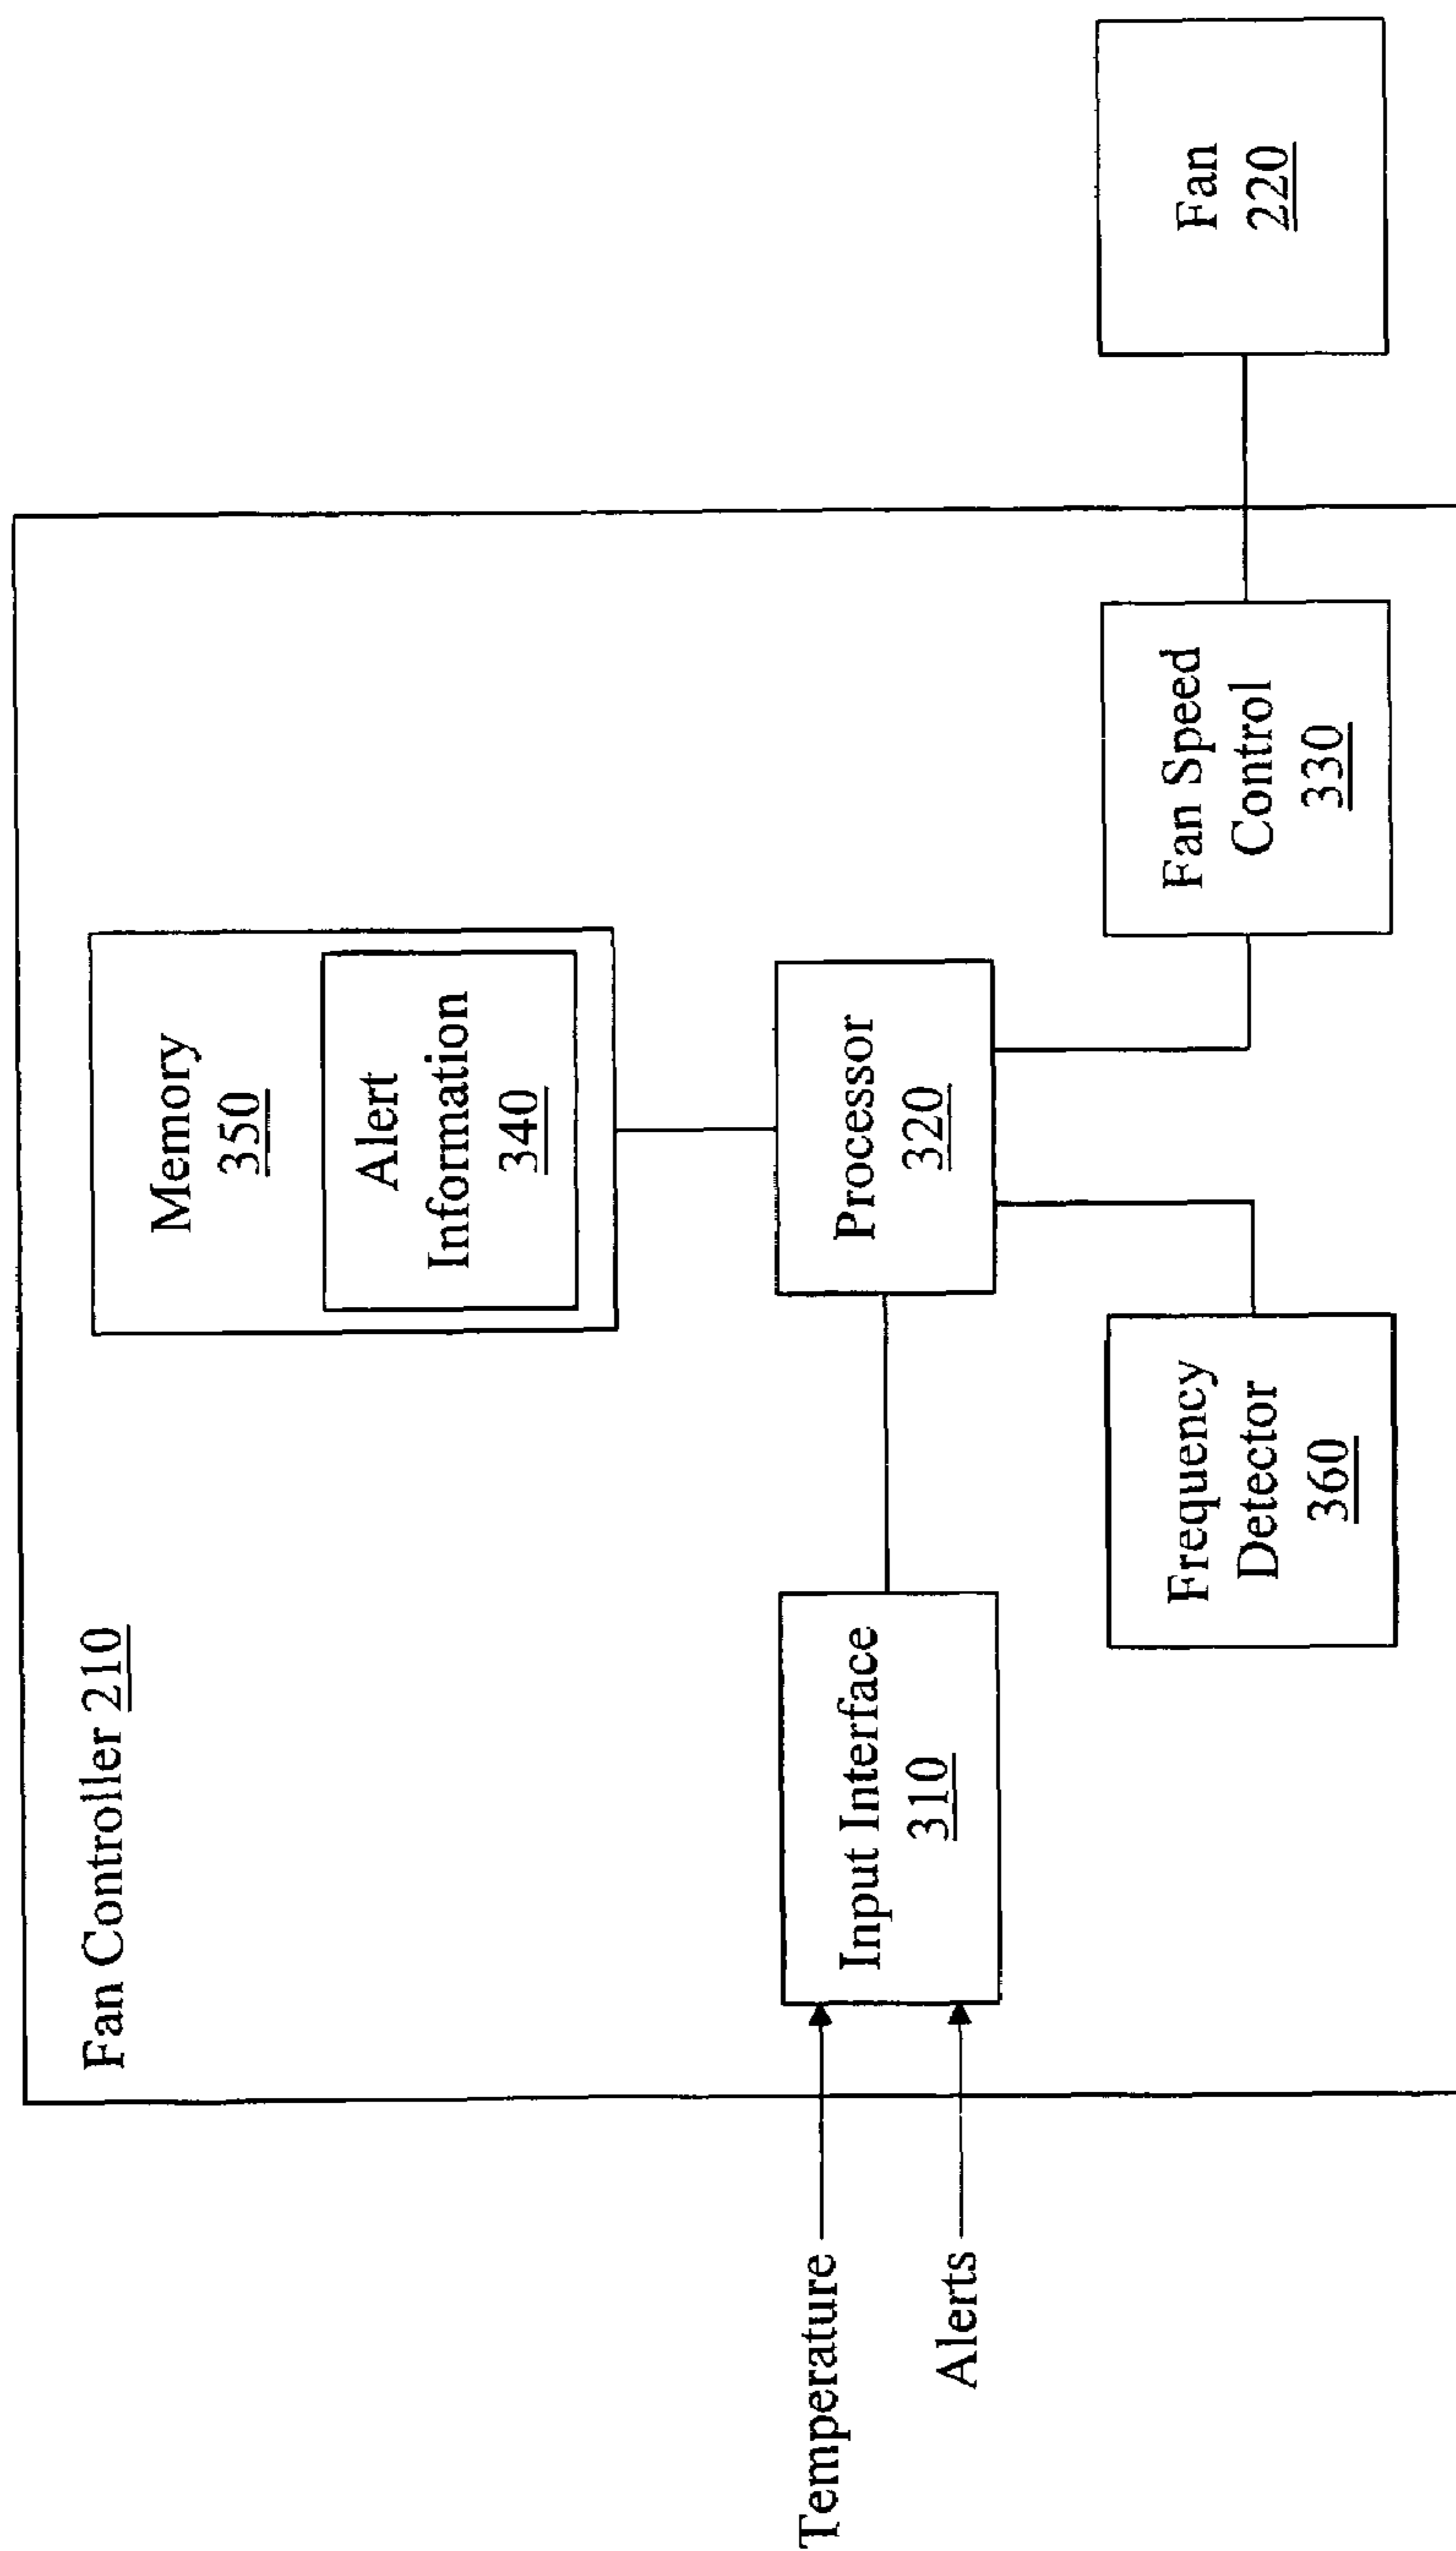 Fan Controller 210
Memory
350
Alert
Information
340
Temperature
Alerts
Input Interface
310
Processor
320
Frequency
Detector
360
Fan Speed
Control
330
Fan
220